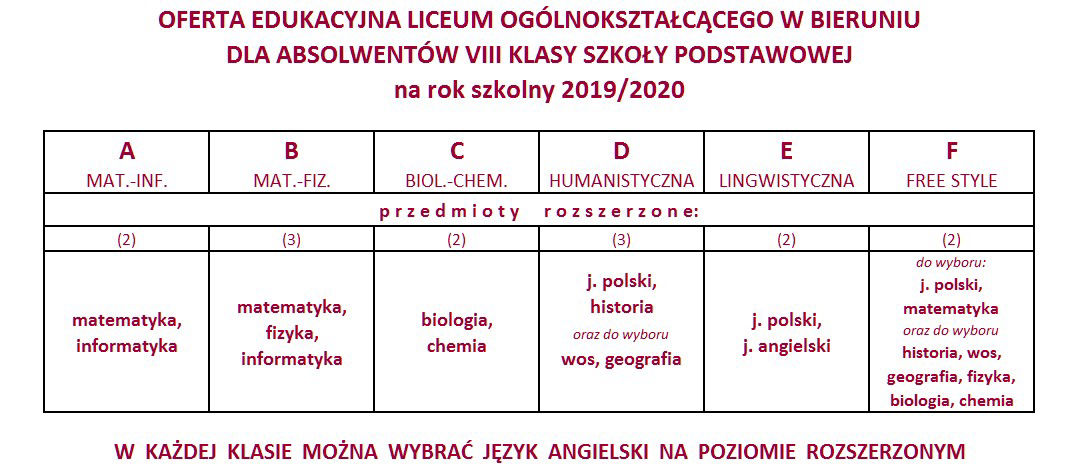 OFERTA EDUKACYJNA LICEUM OGÓLNOKSZTAŁCĄCEGO W BIERUNIU
DLA ABSOLWENTÓW VIII KLASY SZKOŁY PODSTAWOWEJ
na rok szkolny 2019/2020
A B C D E F
MAT.-INF. MAT.-FIZ. BIOL.-CHEM. HUMANISTYCZNA LINGWISTYCZNA FREE STYLE
p r z e d m i o t y r o z s z e r z o n e:
(2) (3) (2) (3) (2) (2)
matematyka,
informatyka
matematyka,
fizyka,
informatyka
biologia,
chemia
j. polski,
historia
oraz do wyboru
wos, geografia
j. polski,
j. angielski
do wyboru:
j. polski,
matematyka
oraz do wyboru
historia, wos,
geografia, fizyka,
biologia, chemia
W KAŻDEJ KLASIE MOŻNA WYBRAĆ JĘZYK ANGIELSKI NA POZIOMIE ROZSZERZONYM